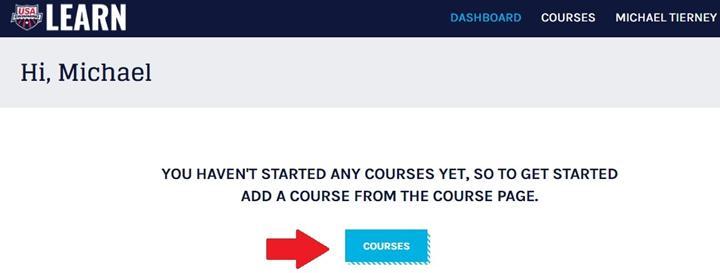 USA
LEARN
DASHBOARD COURSES MICHAEL TIERNEY
Hi, Michael
YOU HAVEN'T STARTED ANY COURSES YET, SO TO GET STARTED
ADD A COURSE FROM THE COURSE PAGE.
COURSES